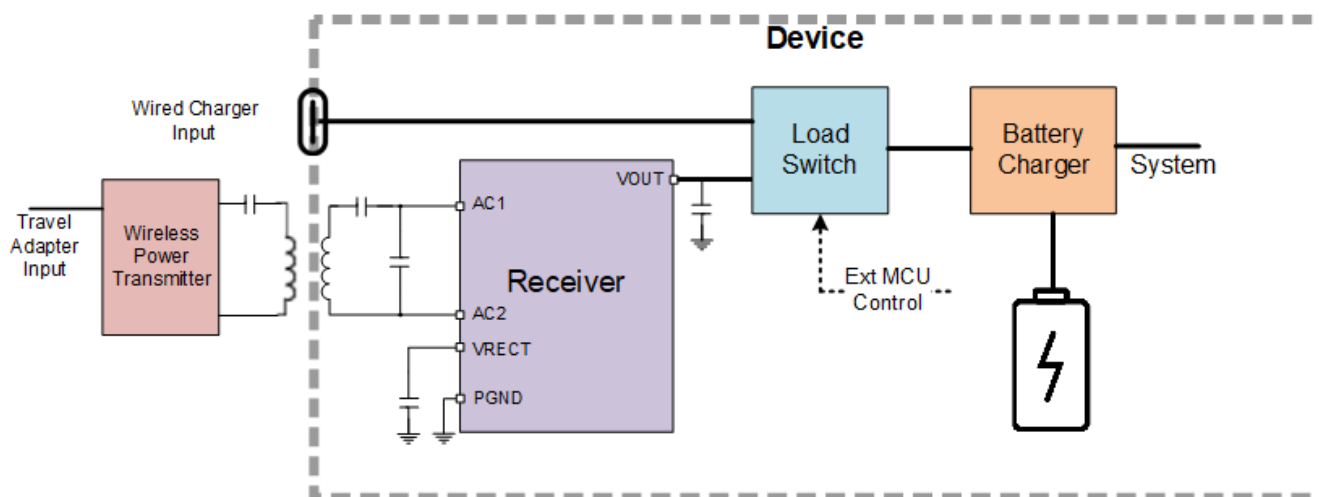 Device
Wired Charger
Input
Load
Switch
Battery
Charger
System
VOUT
Travel
Adapter
Input
Wireless
Power
Transmitter
AC1
Receiver
AC2
VRECT
PGND
Ext MCU
Control